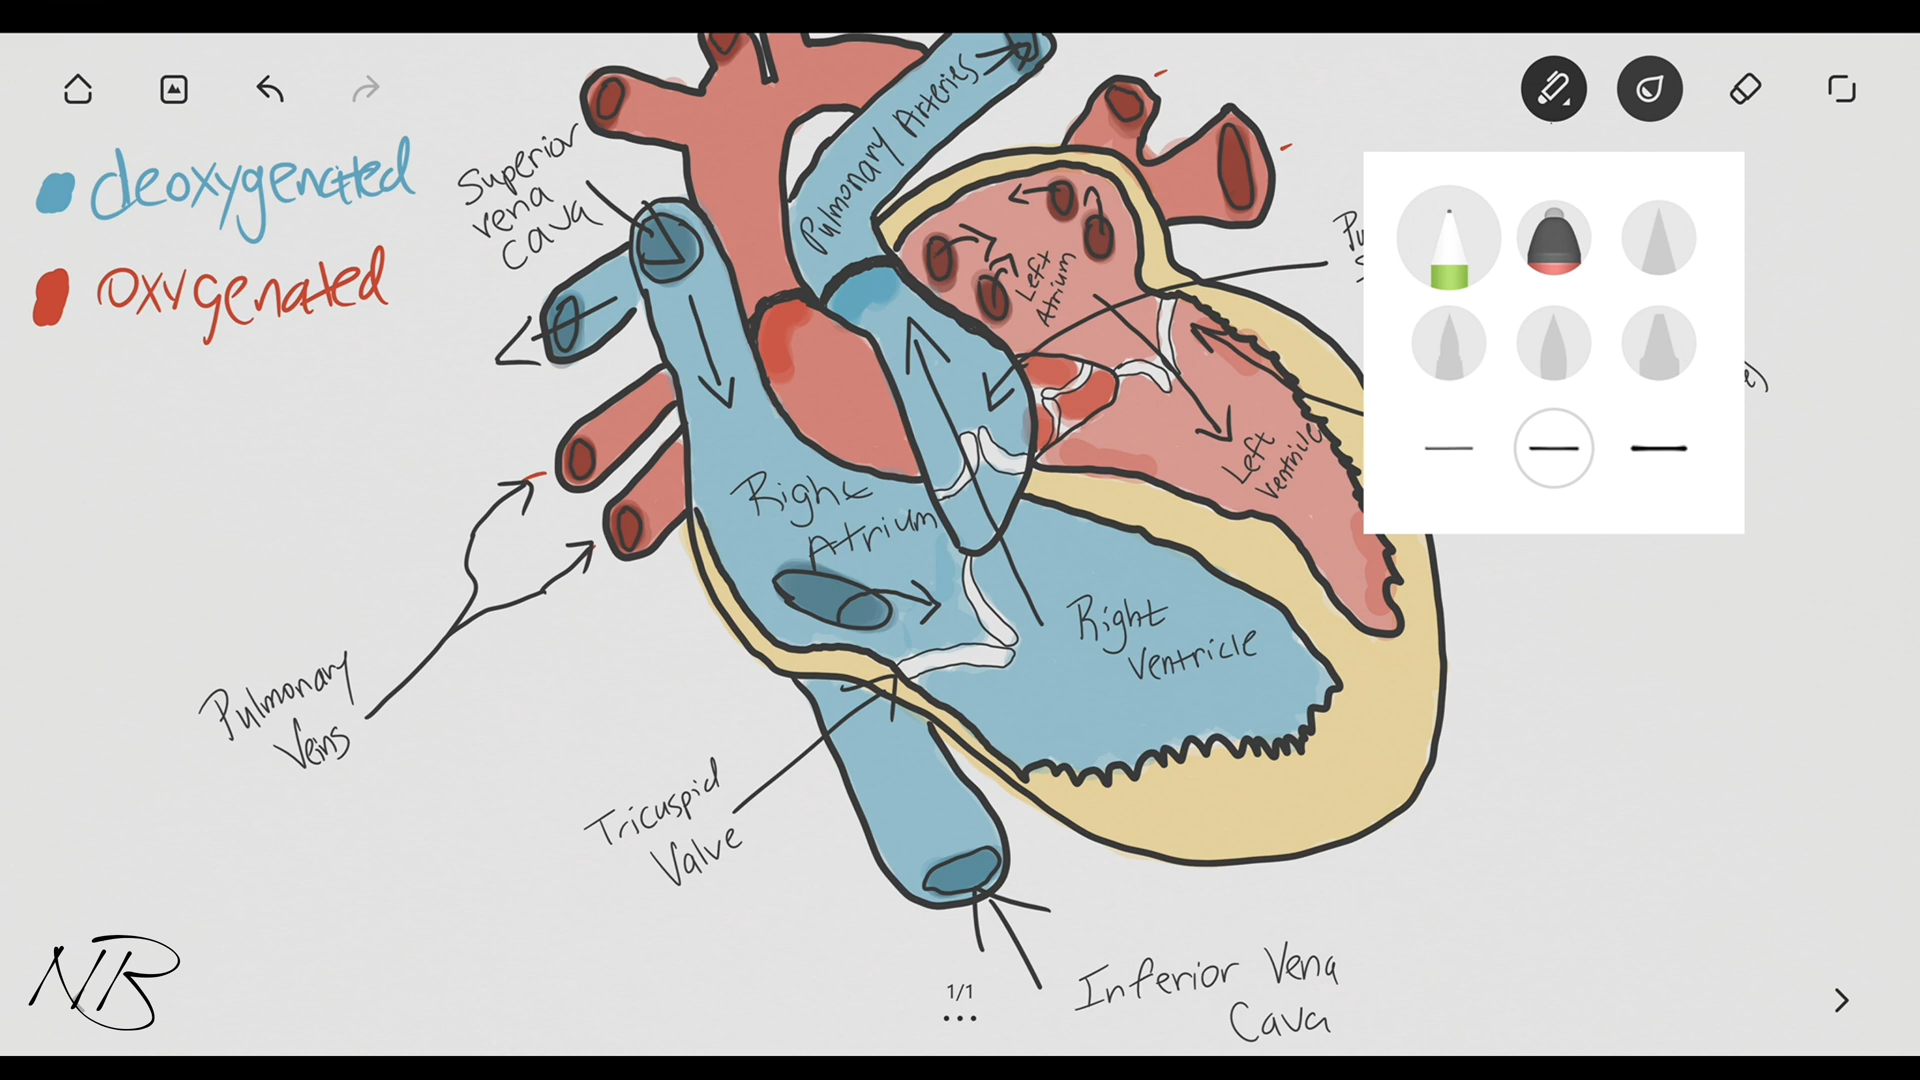 deoxygenated
oxygenated
Superior
vena
cava
Pulmonary Arteries
Left
Atrium
Left
Ventricle
Right
Atrium
Right
Ventricle
Pulmonary
Veins
Tricuspid
Valve
Inferior Vena
Cava
1/1
NB